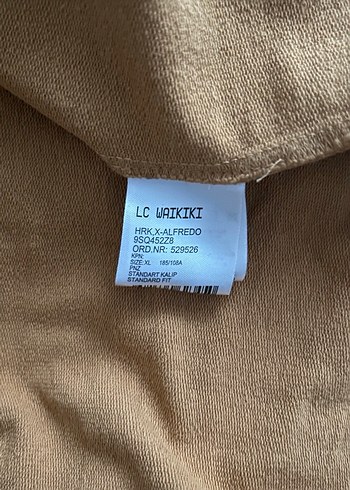 LC WAIKIKI
HRK,X-ALFREDO
9SQ452Z8
ORD.NR: 529526
KPN:
SIZE: XL 185/108A
PNZ
STANDART KALIP
STANDARD FIT